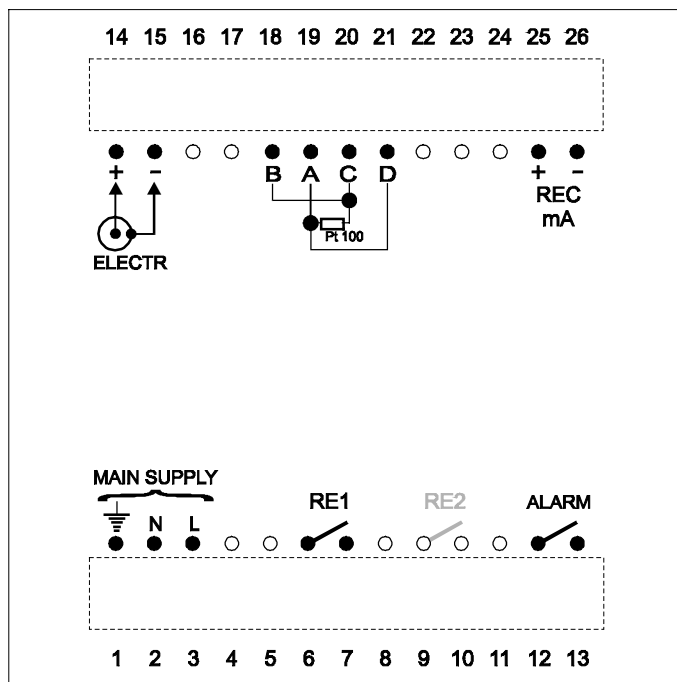 14 15 16 17 18 19 20 21 22 23 24 25 26
+ - B A C D + -
REC
mA
Pt 100
ELECTR
MAIN SUPPLY
N L RE1 RE2 ALARM
1 2 3 4 5 6 7 8 9 10 11 12 13